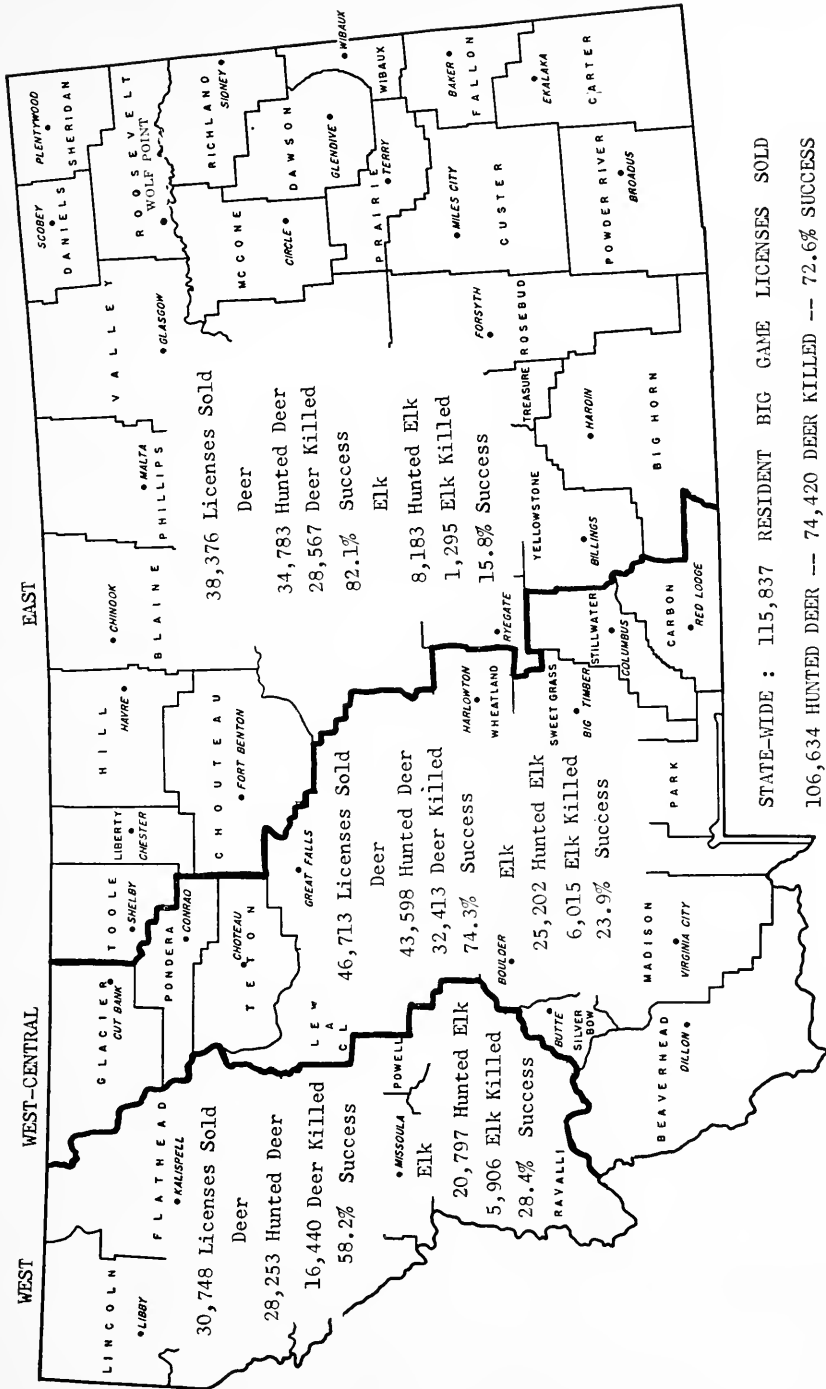 WEST
WEST-CENTRAL
EAST
LINCOLN
LIBBY
FLATHEAD
KALISPELL
30,748 Licenses Sold
Deer
28,253 Hunted Deer
16,440 Deer Killed
58.2% Success
MISSOULA
POWELL
Elk
20,797 Hunted Elk
5,906 Elk Killed
28.4% Success
RAVALLI
GLACIER
CUT BANK
TOOLE
SHELBY
PONDERA
CONRAD
CHOTEAU
TETON
LEW
A
CL
GREAT FALLS
46,713 Licenses Sold
Deer
43,598 Hunted Deer
32,413 Deer Killed
74.3% Success
Elk
25,202 Hunted Elk
6,015 Elk Killed
23.9% Success
BOULDER
BUTTE
SILVER
BOW
BEAVERHEAD
DILLON
MADISON
VIRGINIA CITY
PARK
HARLOWTON
WHEATLAND
SWEET GRASS
BIG TIMBER
STILLWATER
COLUMBUS
CARBON
RED LODGE
LIBERTY
CHESTER
HILL
HAVRE
CHOUTEAU
FORT BENTON
CHINOOK
BLAINE
MALTA
PHILLIPS
VALLEY
GLASGOW
SCOBEY
DANIELS
PLENTYWOOD
SHERIDAN
ROOSEVELT
WOLF POINT
RICHLAND
SIDNEY
MCCONE
CIRCLE
DAWSON
GLENDIVE
WIBAUX
WIBAUX
PRAIRIE
TERRY
38,376 Licenses Sold
Deer
34,783 Hunted Deer
28,567 Deer Killed
82.1% Success
Elk
8,183 Hunted Elk
1,295 Elk Killed
15.8% Success
RYEGATE
YELLOWSTONE
BILLINGS
TREASURE
ROSEBUD
FORSYTH
HARDIN
BIG HORN
MILES CITY
CUSTER
BAKER
FALLON
EKALAKA
CARTER
POWDER RIVER
BROADUS
STATE-WIDE : 115,837 RESIDENT BIG GAME LICENSES SOLD
106,634 HUNTED DEER -- 74,420 DEER KILLED -- 72.6% SUCCESS